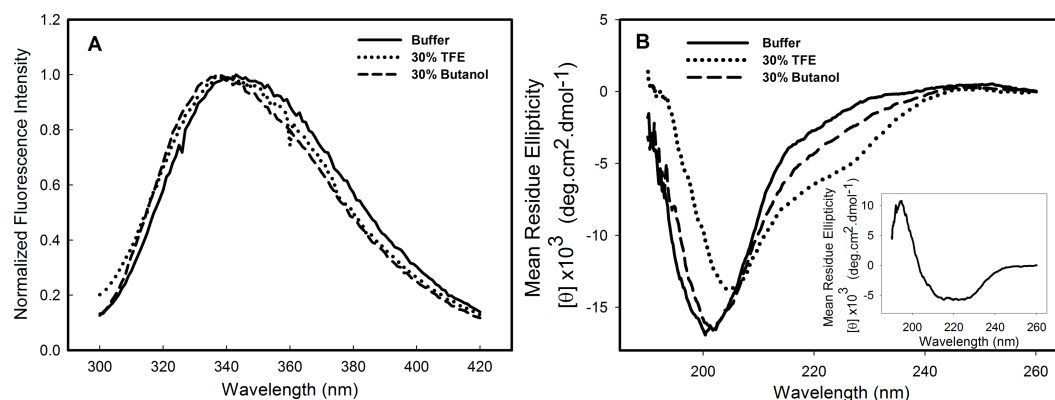 A
Buffer
30% TFE
30% Butanol
Normalized Fluorescence Intensity
1.2
1.0
0.8
0.6
0.4
0.2
0.0
300 320 340 360 380 400 420
Wavelength (nm)
B
Buffer
30% TFE
30% Butanol
Mean Residue Ellipticity
[θ] x10³ (deg.cm².dmol-1)
5
0
-5
-10
-15
200 220 240 260
Wavelength (nm)
Mean Residue Ellipticity
[θ] x10³ (deg.cm².dmol-1)
10
5
0
-5
200 220 240 260
Wavelength (nm)